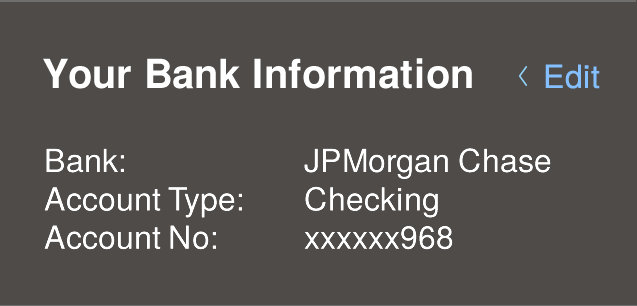 Your Bank Information < Edit
Bank: JPMorgan Chase
Account Type: Checking
Account No: xxxxxx968